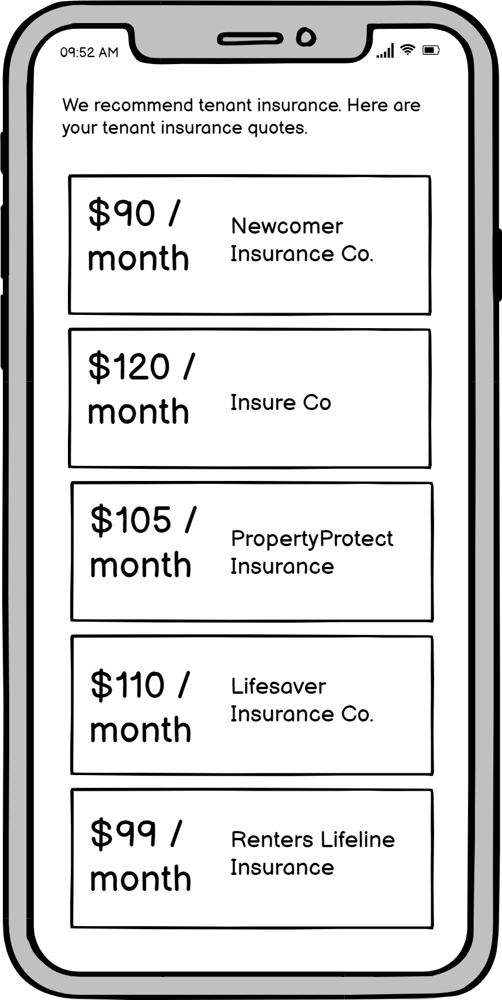 09:52 AM
We recommend tenant insurance. Here are
your tenant insurance quotes.
$90 /
month
Newcomer
Insurance Co.
$120 /
month
Insure Co
$105 /
month
PropertyProtect
Insurance
$110 /
month
Lifesaver
Insurance Co.
$99 /
month
Renters Lifeline
Insurance